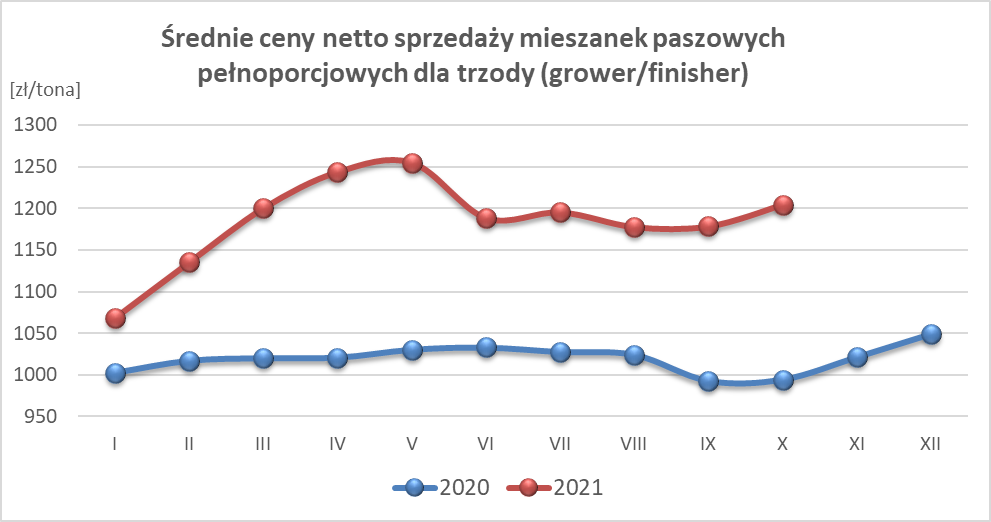 Średnie ceny netto sprzedaży mieszanek paszowych
pełnoporcjowych dla trzody (grower/finisher)
[zł/tona]
1300
1250
1200
1150
1100
1050
1000
950
I II III IV V VI VII VIII IX X XI XII
2020 2021